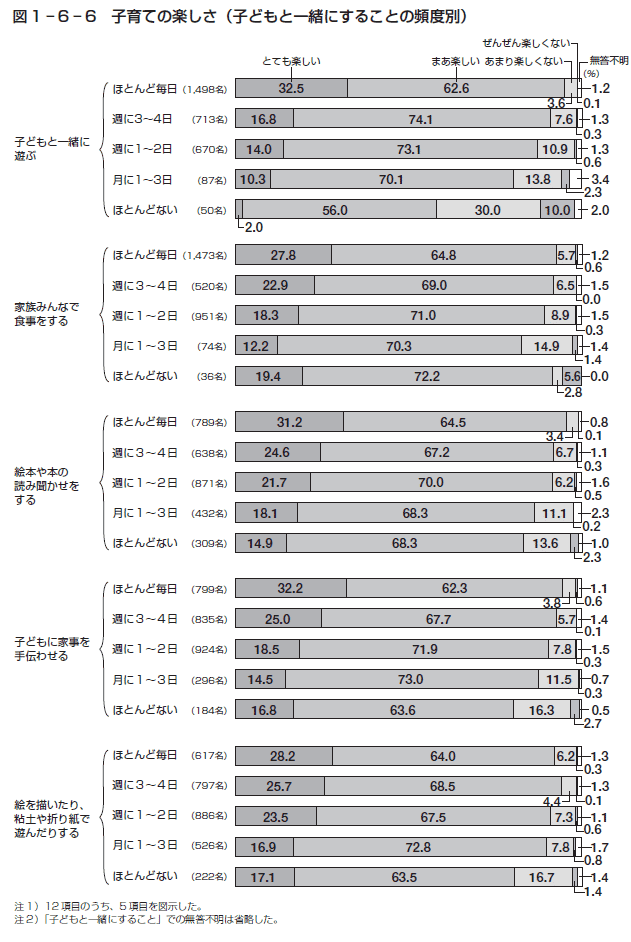 図1－6－6　子育ての楽しさ（子どもと一緒にすることの頻度別）
ぜんぜん楽しくない
とても楽しい　まあ楽しい　あまり楽しくない　無答不明
(%)
子どもと一緒に
遊ぶ
ほとんど毎日 (1,498名) 32.5 62.6 3.6 0.1 1.2
週に3～4日 (713名) 16.8 74.1 7.6 0.3 1.3
週に1～2日 (670名) 14.0 73.1 10.9 0.6 1.3
月に1～3日 (87名) 10.3 70.1 13.8 2.3 3.4
ほとんどない (50名) 2.0 56.0 30.0 10.0 2.0
家族みんなで
食事をする
ほとんど毎日 (1,473名) 27.8 64.8 5.7 0.6 1.2
週に3～4日 (520名) 22.9 69.0 6.5 0.0 1.5
週に1～2日 (951名) 18.3 71.0 8.9 0.3 1.5
月に1～3日 (74名) 12.2 70.3 14.9 1.4 1.4
ほとんどない (36名) 19.4 72.2 2.8 5.6 0.0
絵本や本の
読み聞かせを
する
ほとんど毎日 (789名) 31.2 64.5 3.4 0.1 0.8
週に3～4日 (638名) 24.6 67.2 6.7 0.3 1.1
週に1～2日 (871名) 21.7 70.0 6.2 0.5 1.6
月に1～3日 (432名) 18.1 68.3 11.1 0.2 2.3
ほとんどない (309名) 14.9 68.3 13.6 2.3 1.0
子どもに家事を
手伝わせる
ほとんど毎日 (799名) 32.2 62.3 3.8 0.6 1.1
週に3～4日 (835名) 25.0 67.7 5.7 0.1 1.4
週に1～2日 (924名) 18.5 71.9 7.8 0.3 1.5
月に1～3日 (296名) 14.5 73.0 11.5 0.3 0.7
ほとんどない (184名) 16.8 63.6 16.3 2.7 0.5
絵を描いたり、
粘土や折り紙で
遊んだりする
ほとんど毎日 (617名) 28.2 64.0 6.2 0.3 1.3
週に3～4日 (797名) 25.7 68.5 4.4 0.1 1.3
週に1～2日 (886名) 23.5 67.5 7.3 0.6 1.1
月に1～3日 (526名) 16.9 72.8 7.8 0.8 1.7
ほとんどない (222名) 17.1 63.5 16.7 1.4 1.4
注1）12項目のうち、5項目を図示した。
注2）「子どもと一緒にすること」での無答不明は省略した。